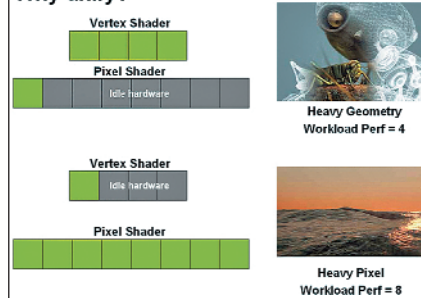 Vertex Shader
Pixel Shader
Idle hardware
Heavy Geometry
Workload Perf = 4
Vertex Shader
Idle hardware
Pixel Shader
Heavy Pixel
Workload Perf = 8